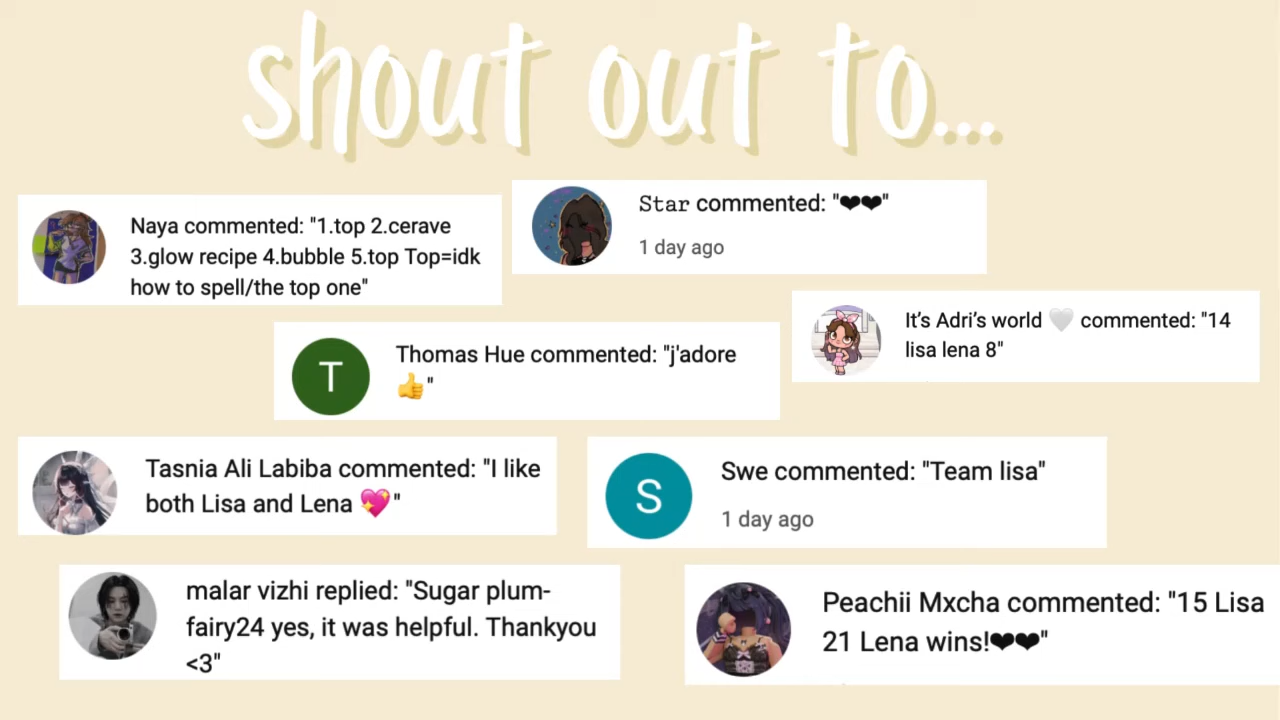 shout out to...
Naya commented: "1.top 2.cerave
3.glow recipe 4.bubble 5.top Top=idk
how to spell/the top one"
Star commented: "❤❤"
1 day ago
Thomas Hue commented: "j'adore
👍"
It’s Adri’s world 🤍 commented: "14
lisa lena 8"
Tasnia Ali Labiba commented: "I like
both Lisa and Lena 💖"
Swe commented: "Team lisa"
1 day ago
malar vizhi replied: "Sugar plum-
fairy24 yes, it was helpful. Thankyou
<3"
Peachii Mxcha commented: "15 Lisa
21 Lena wins!❤❤"
T
S